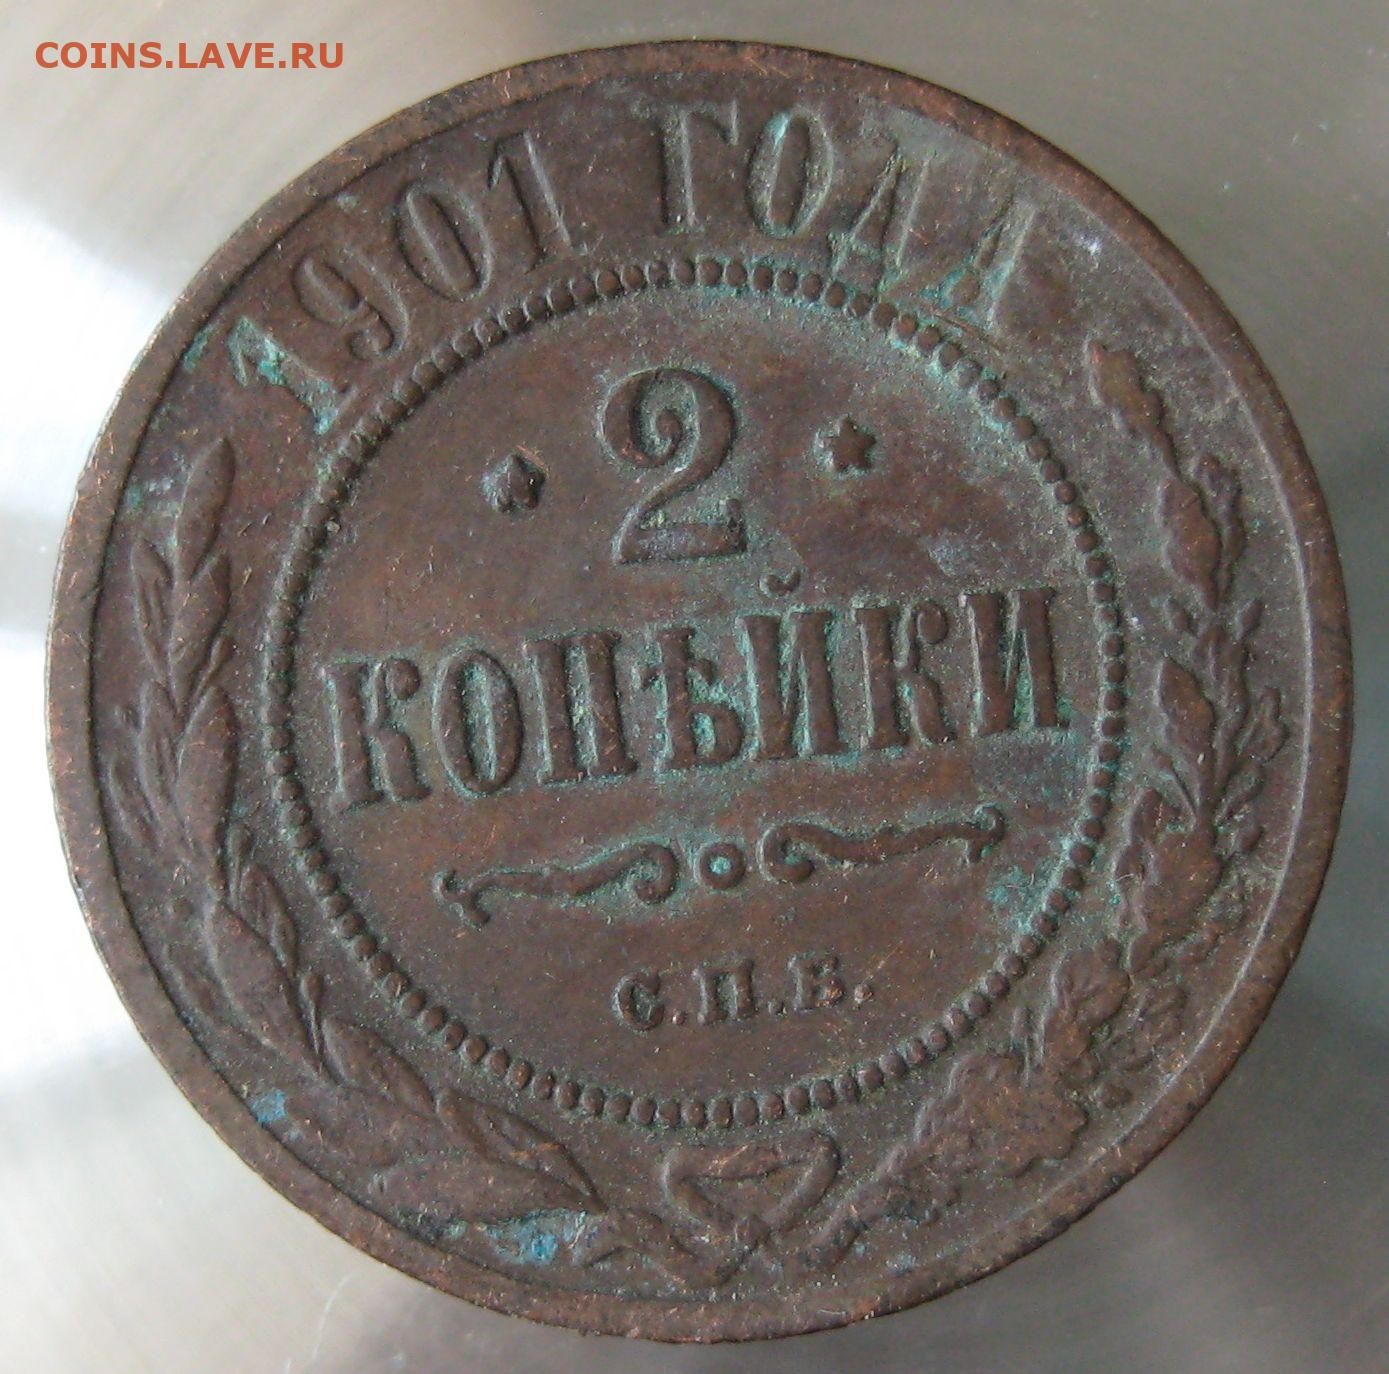 COINS.LAVE.RU
1901 ГОДА
2
КОПѢЙКИ
С.П.Б.